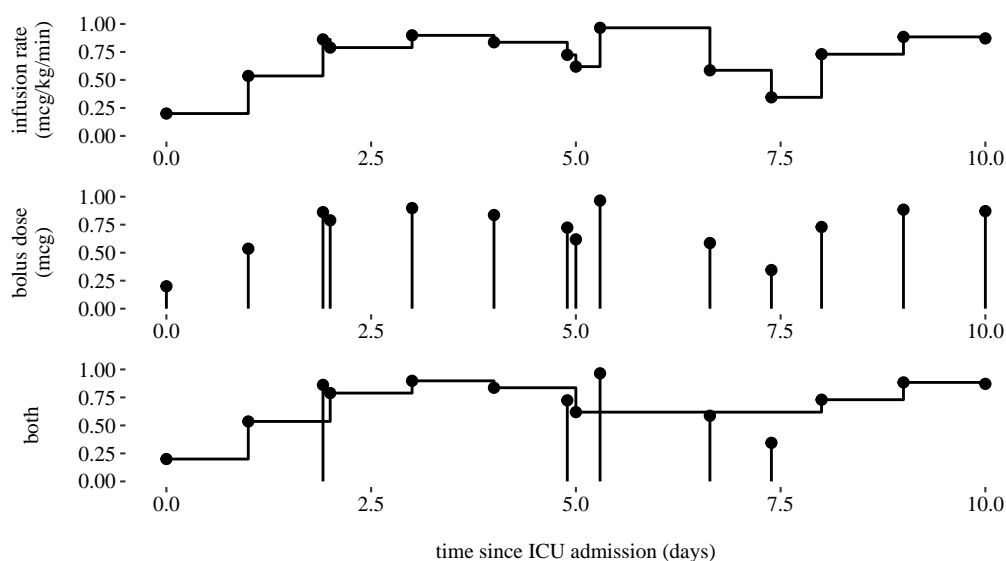 infusion rate
(mcg/kg/min)
1.00
0.75
0.50
0.25
0.00
0.0 2.5 5.0 7.5 10.0
bolus dose
(mcg)
1.00
0.75
0.50
0.25
0.00
0.0 2.5 5.0 7.5 10.0
both
1.00
0.75
0.50
0.25
0.00
0.0 2.5 5.0 7.5 10.0
time since ICU admission (days)